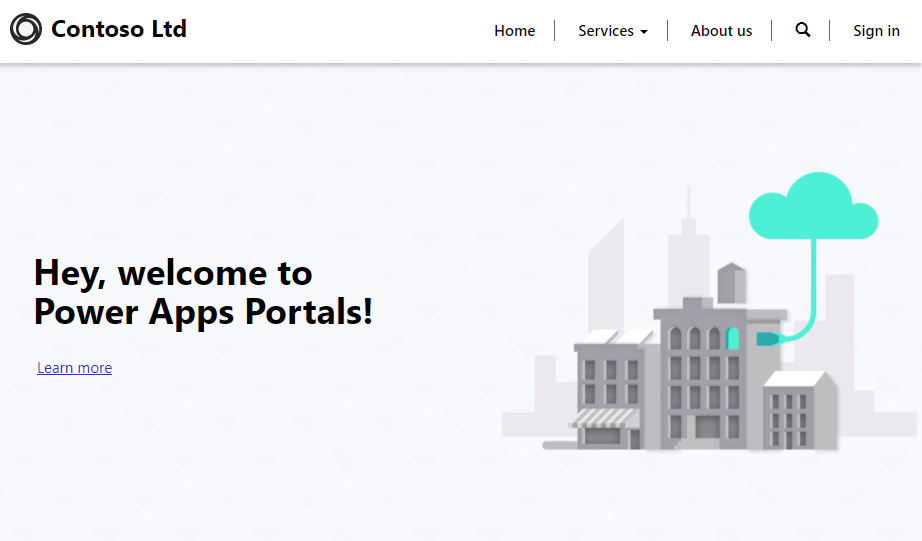 Contoso Ltd
Home
Services
About us
Sign in
Hey, welcome to
Power Apps Portals!
Learn more